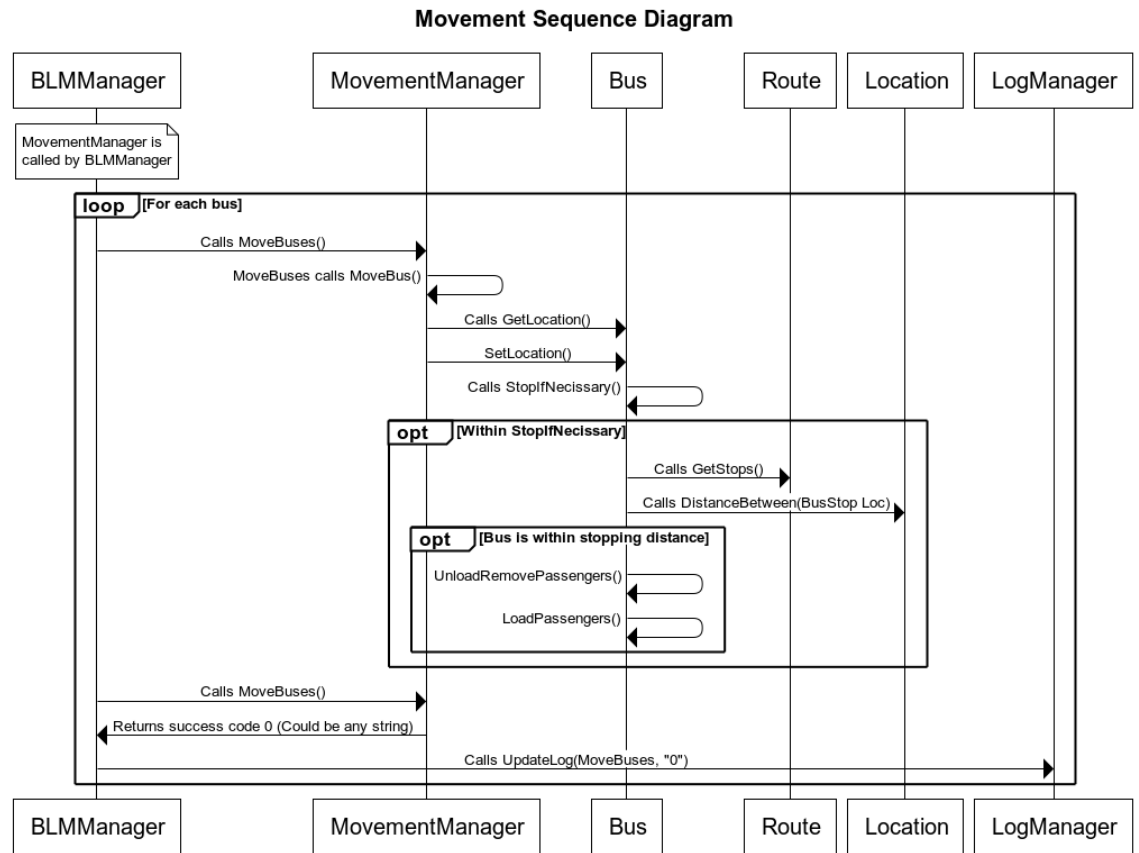 Movement Sequence Diagram
BLMManager
MovementManager
Bus
Route
Location
LogManager
MovementManager is
called by BLMManager
loop
[For each bus]
Calls MoveBuses()
MoveBuses calls MoveBus()
Calls GetLocation()
SetLocation()
Calls StopIfNecissary()
opt
[Within StopIfNecissary]
Calls GetStops()
Calls DistanceBetween(BusStop Loc)
opt
[Bus is within stopping distance]
UnloadRemovePassengers()
LoadPassengers()
Calls MoveBuses()
Returns success code 0 (Could be any string)
Calls UpdateLog(MoveBuses, "0")
BLMManager
MovementManager
Bus
Route
Location
LogManager